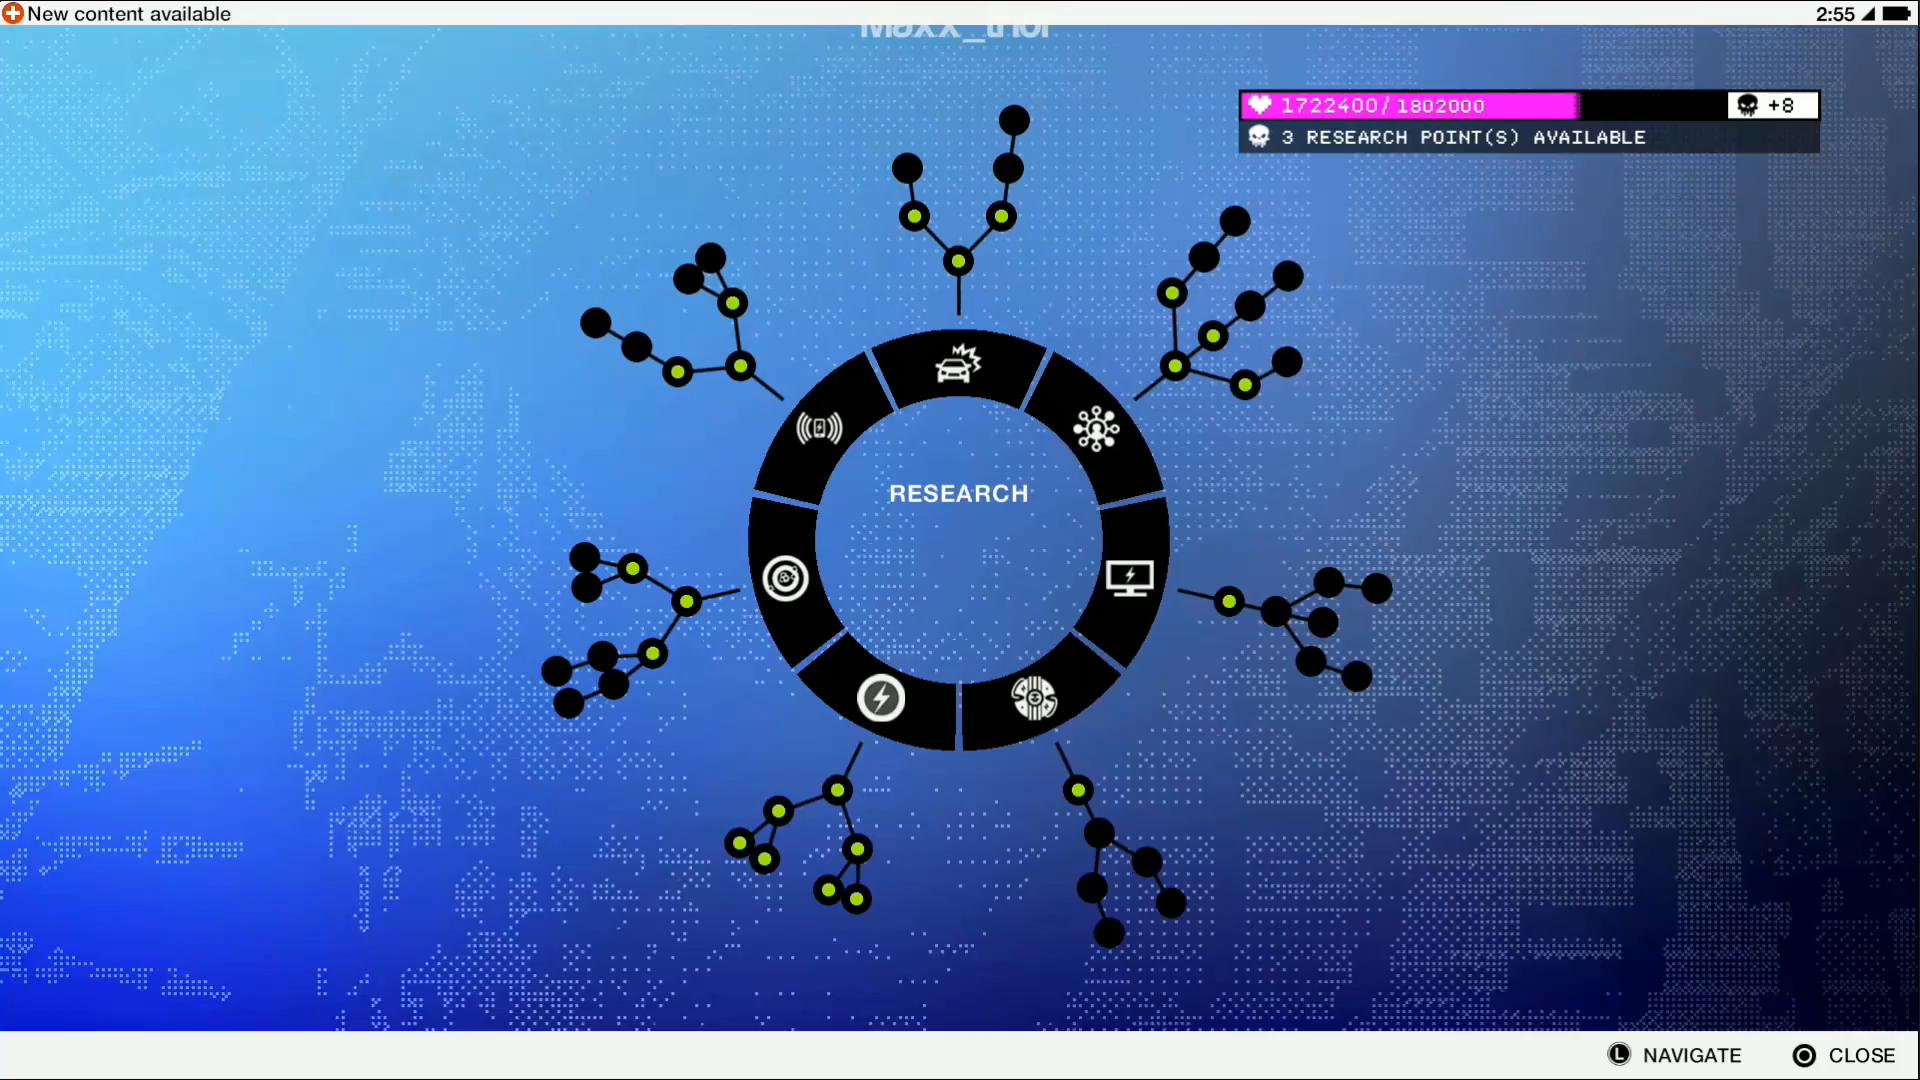 New content available
2:55
1722400/1802000
+8
3 RESEARCH POINT(S) AVAILABLE
RESEARCH
L NAVIGATE
CLOSE